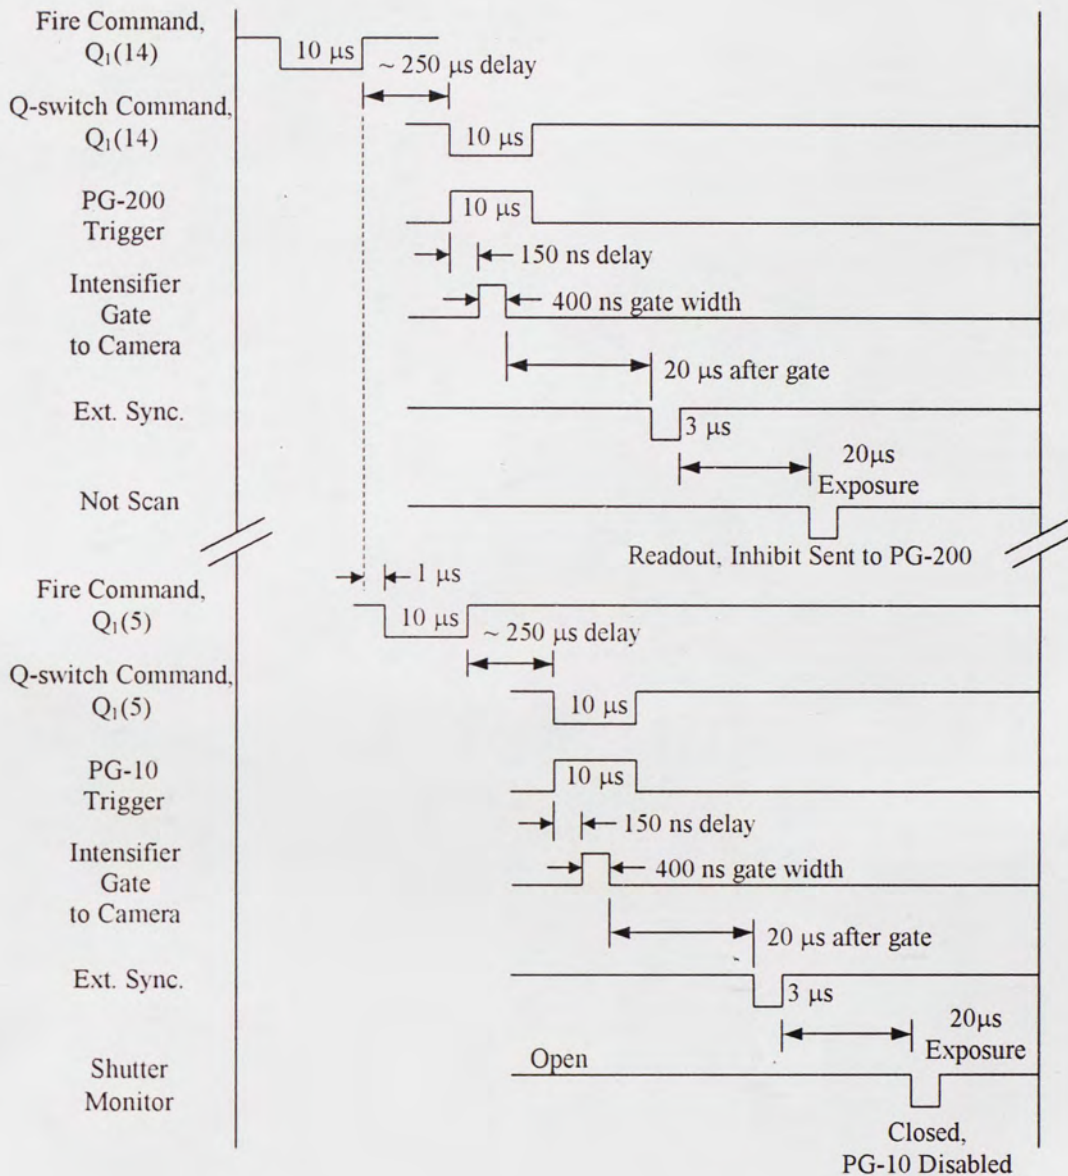 Fire Command,
Q₁(14)
10 μs
~ 250 μs delay
Q-switch Command,
Q₁(14)
10 μs
PG-200
Trigger
10 μs
150 ns delay
Intensifier
Gate
to Camera
400 ns gate width
20 μs after gate
Ext. Sync.
3 μs
20μs
Exposure
Not Scan
Readout, Inhibit Sent to PG-200
1 μs
Fire Command,
Q₁(5)
10 μs
~ 250 μs delay
Q-switch Command,
Q₁(5)
10 μs
PG-10
Trigger
10 μs
150 ns delay
Intensifier
Gate
to Camera
400 ns gate width
20 μs after gate
Ext. Sync.
3 μs
20μs
Exposure
Shutter
Monitor
Open
Closed,
PG-10 Disabled